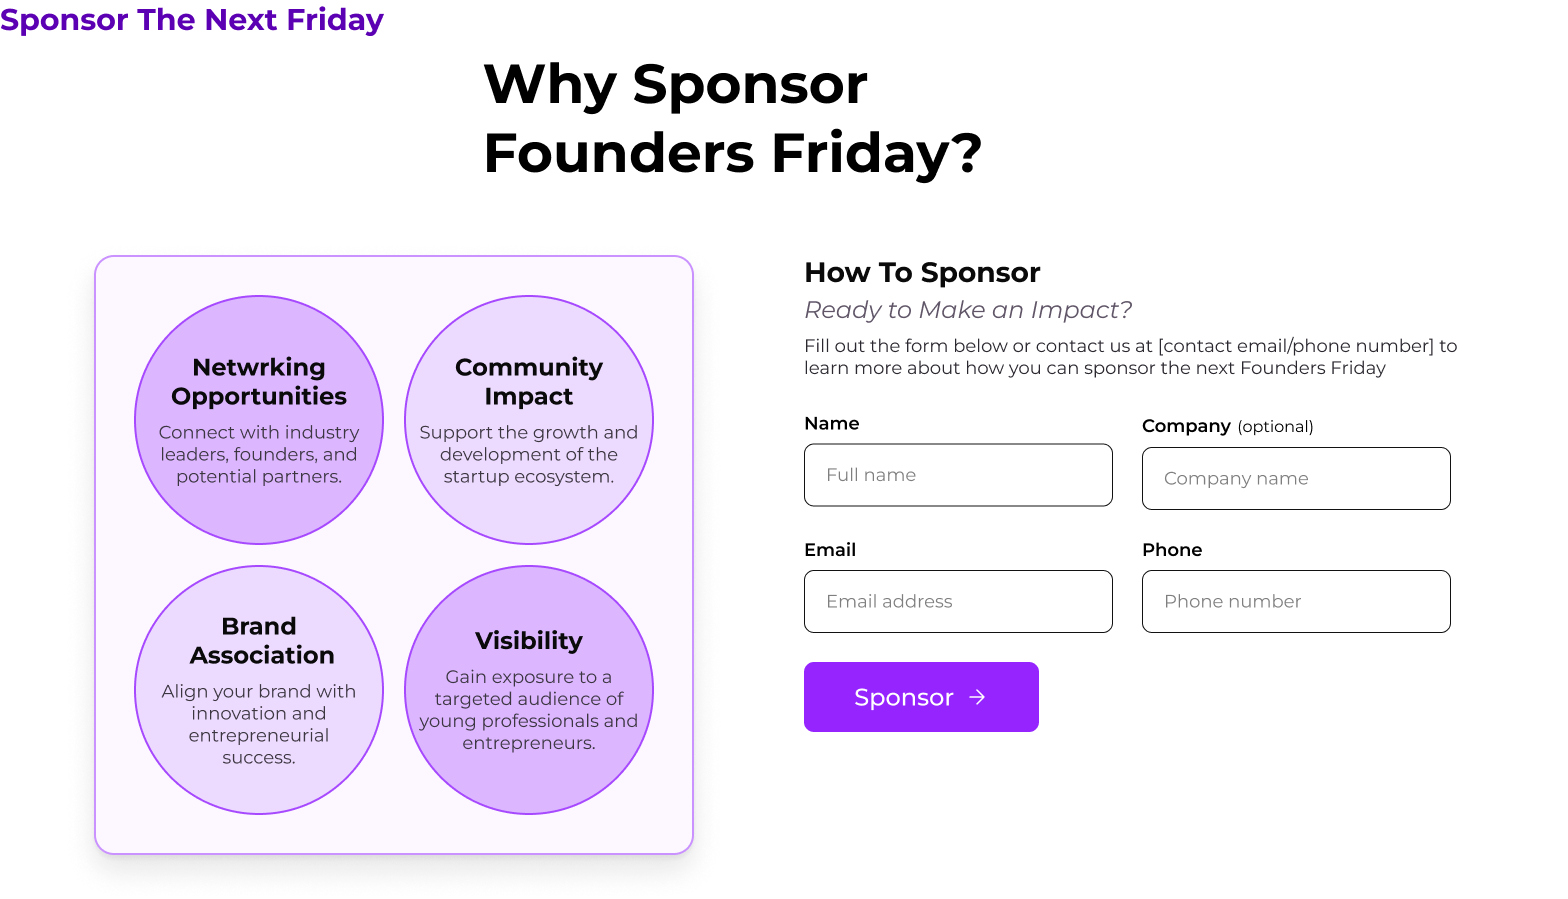 Sponsor The Next Friday
Why Sponsor
Founders Friday?
Netwrking
Opportunities
Connect with industry
leaders, founders, and
potential partners.
Community
Impact
Support the growth and
development of the
startup ecosystem.
Brand
Association
Align your brand with
innovation and
entrepreneurial
success.
Visibility
Gain exposure to a
targeted audience of
young professionals and
entrepreneurs.
How To Sponsor
Ready to Make an Impact?
Fill out the form below or contact us at [contact email/phone number] to
learn more about how you can sponsor the next Founders Friday
Name
Full name
Company (optional)
Company name
Email
Email address
Phone
Phone number
Sponsor →